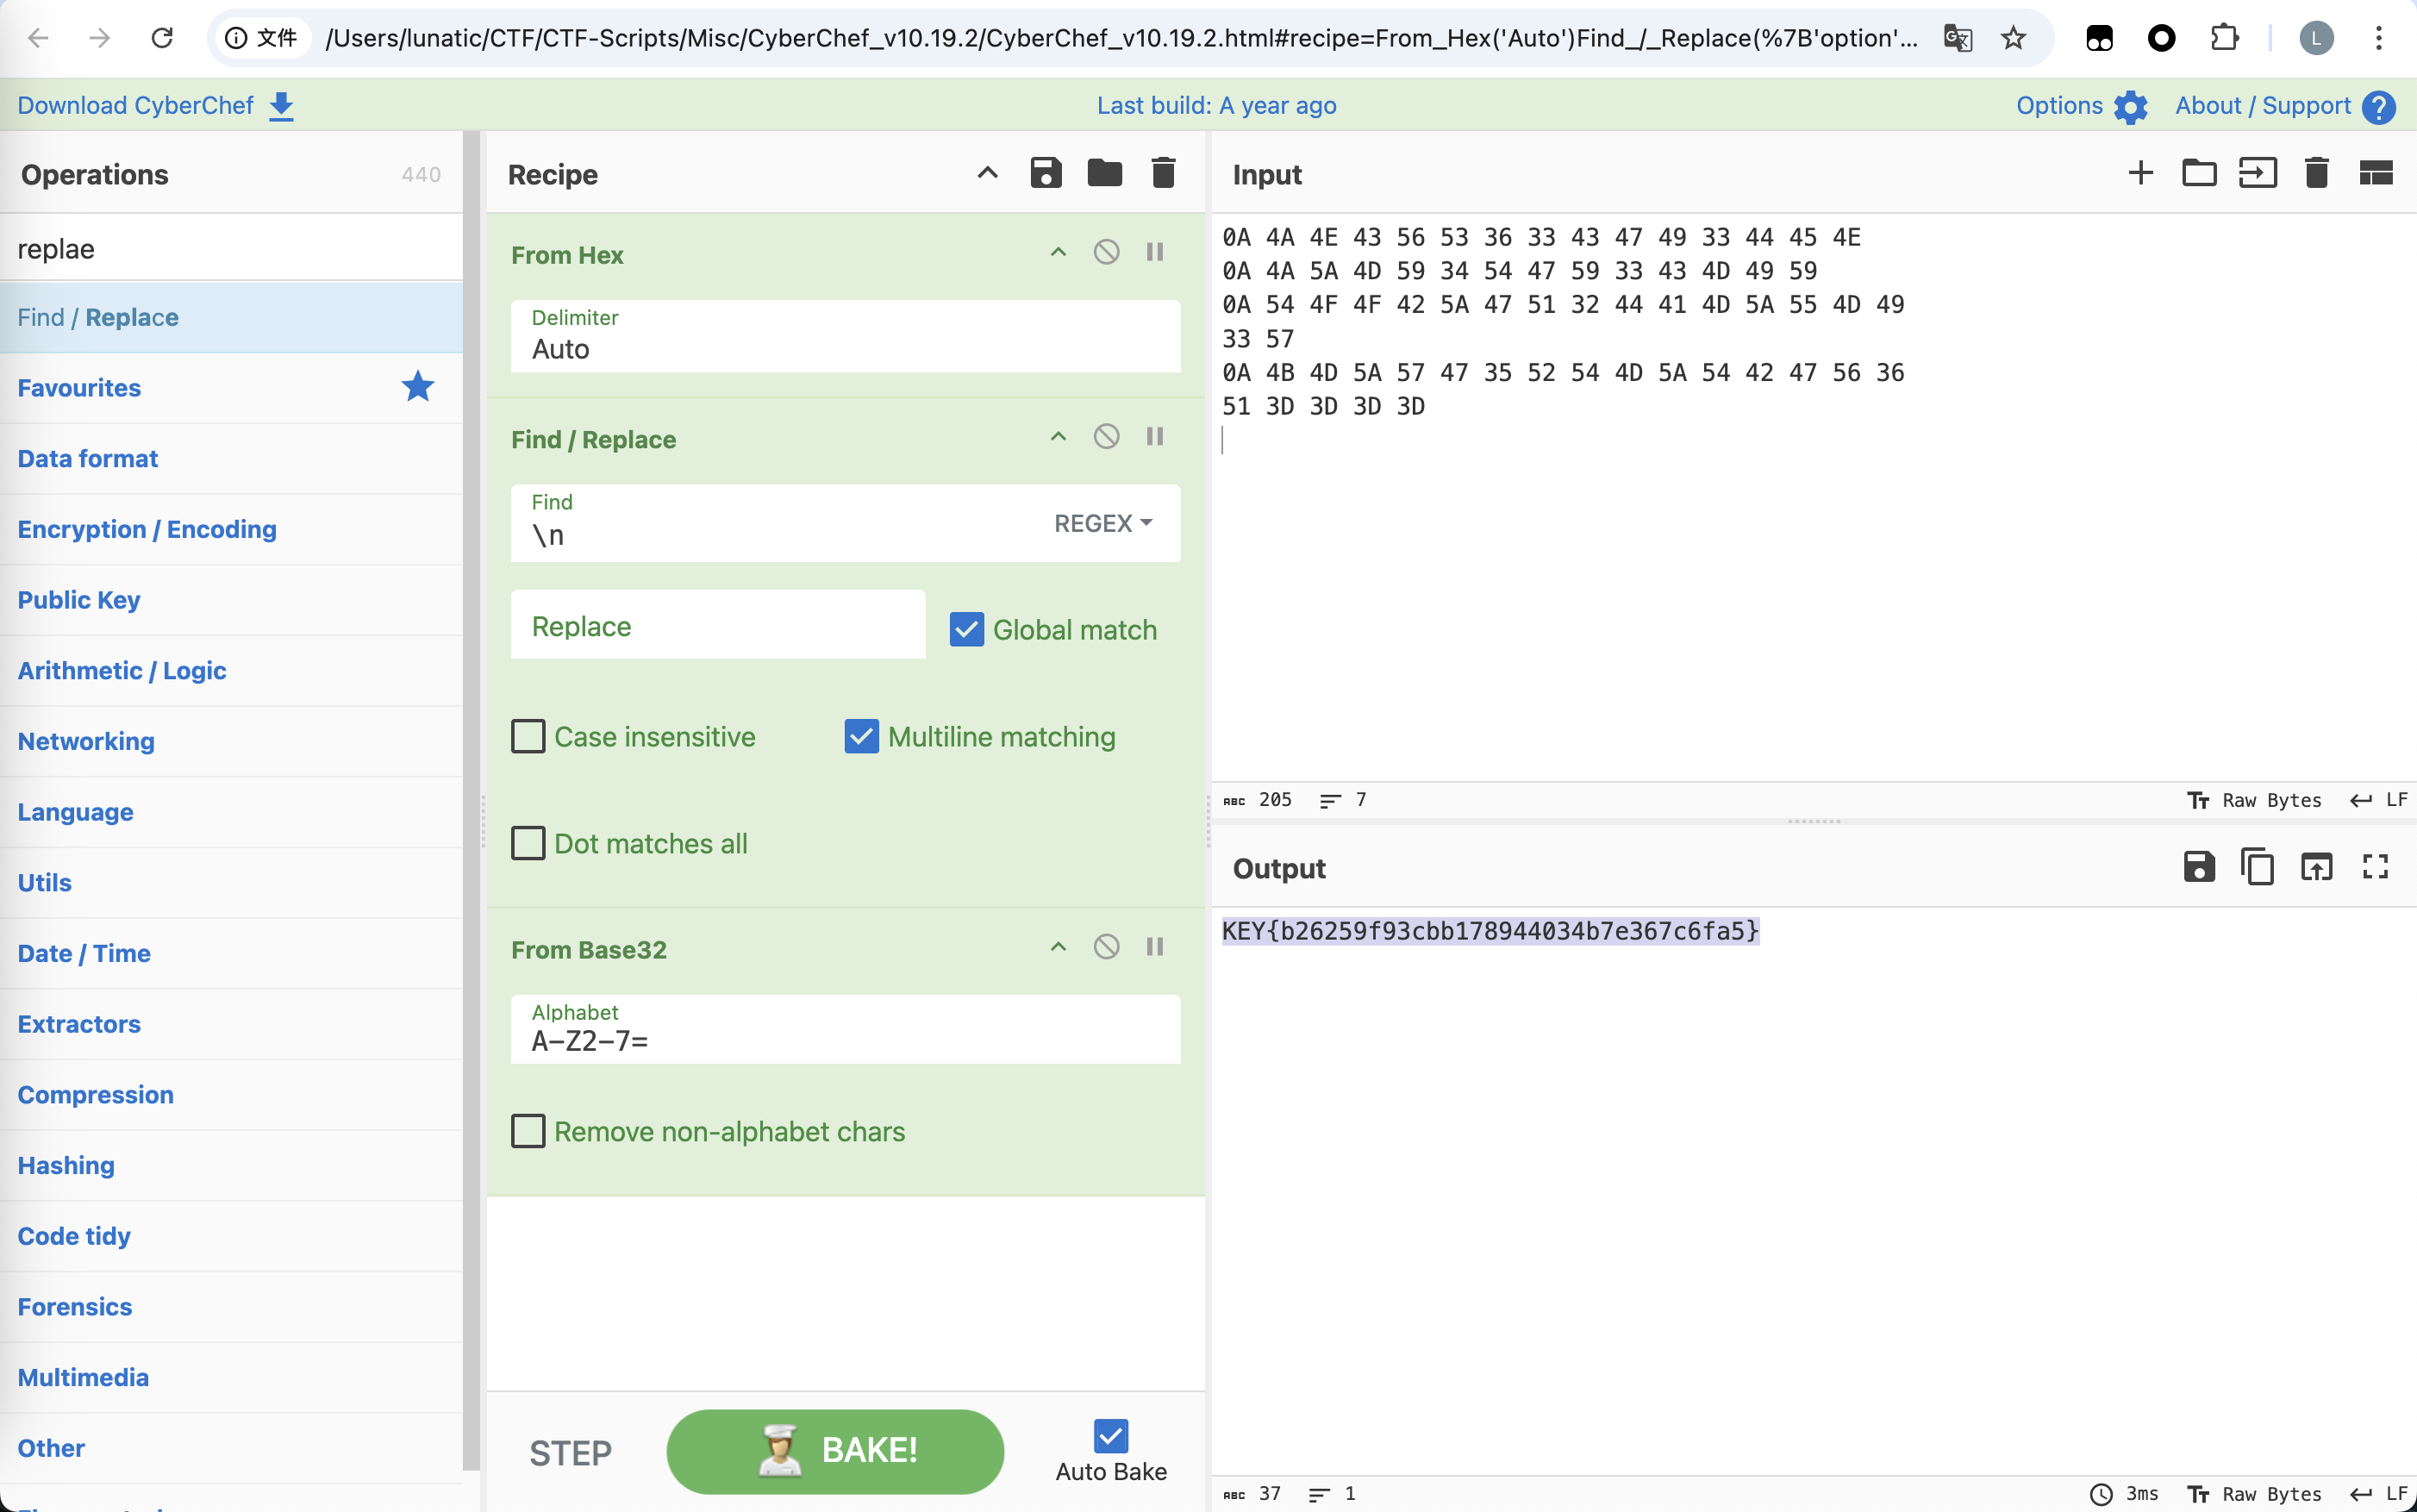 文件 /Users/lunatic/CTF/CTF-Scripts/Misc/CyberChef_v10.19.2/CyberChef_v10.19.2.html#recipe=From_Hex('Auto')Find_/_Replace(%7B'option'... L
Download CyberChef
Last build: A year ago
Options
About / Support
Operations
440
replae
Find / Replace
Favourites
Data format
Encryption / Encoding
Public Key
Arithmetic / Logic
Networking
Language
Utils
Date / Time
Extractors
Compression
Hashing
Code tidy
Forensics
Multimedia
Other
Recipe
From Hex
Delimiter
Auto
Find / Replace
Find
\n
REGEX
Replace
Global match
Case insensitive
Multiline matching
Dot matches all
From Base32
Alphabet
A-Z2-7=
Remove non-alphabet chars
STEP
BAKE!
Auto Bake
Input
0A 4A 4E 43 56 53 36 33 43 47 49 33 44 45 4E
0A 4A 5A 4D 59 34 54 47 59 33 43 4D 49 59
0A 54 4F 4F 42 5A 47 51 32 44 41 4D 5A 55 4D 49
33 57
0A 4B 4D 5A 57 47 35 52 54 4D 5A 54 42 47 56 36
51 3D 3D 3D 3D
ABC 205 7
Raw Bytes LF
Output
KEY{b26259f93cbb178944034b7e367c6fa5}
ABC 37 1
3ms Raw Bytes LF